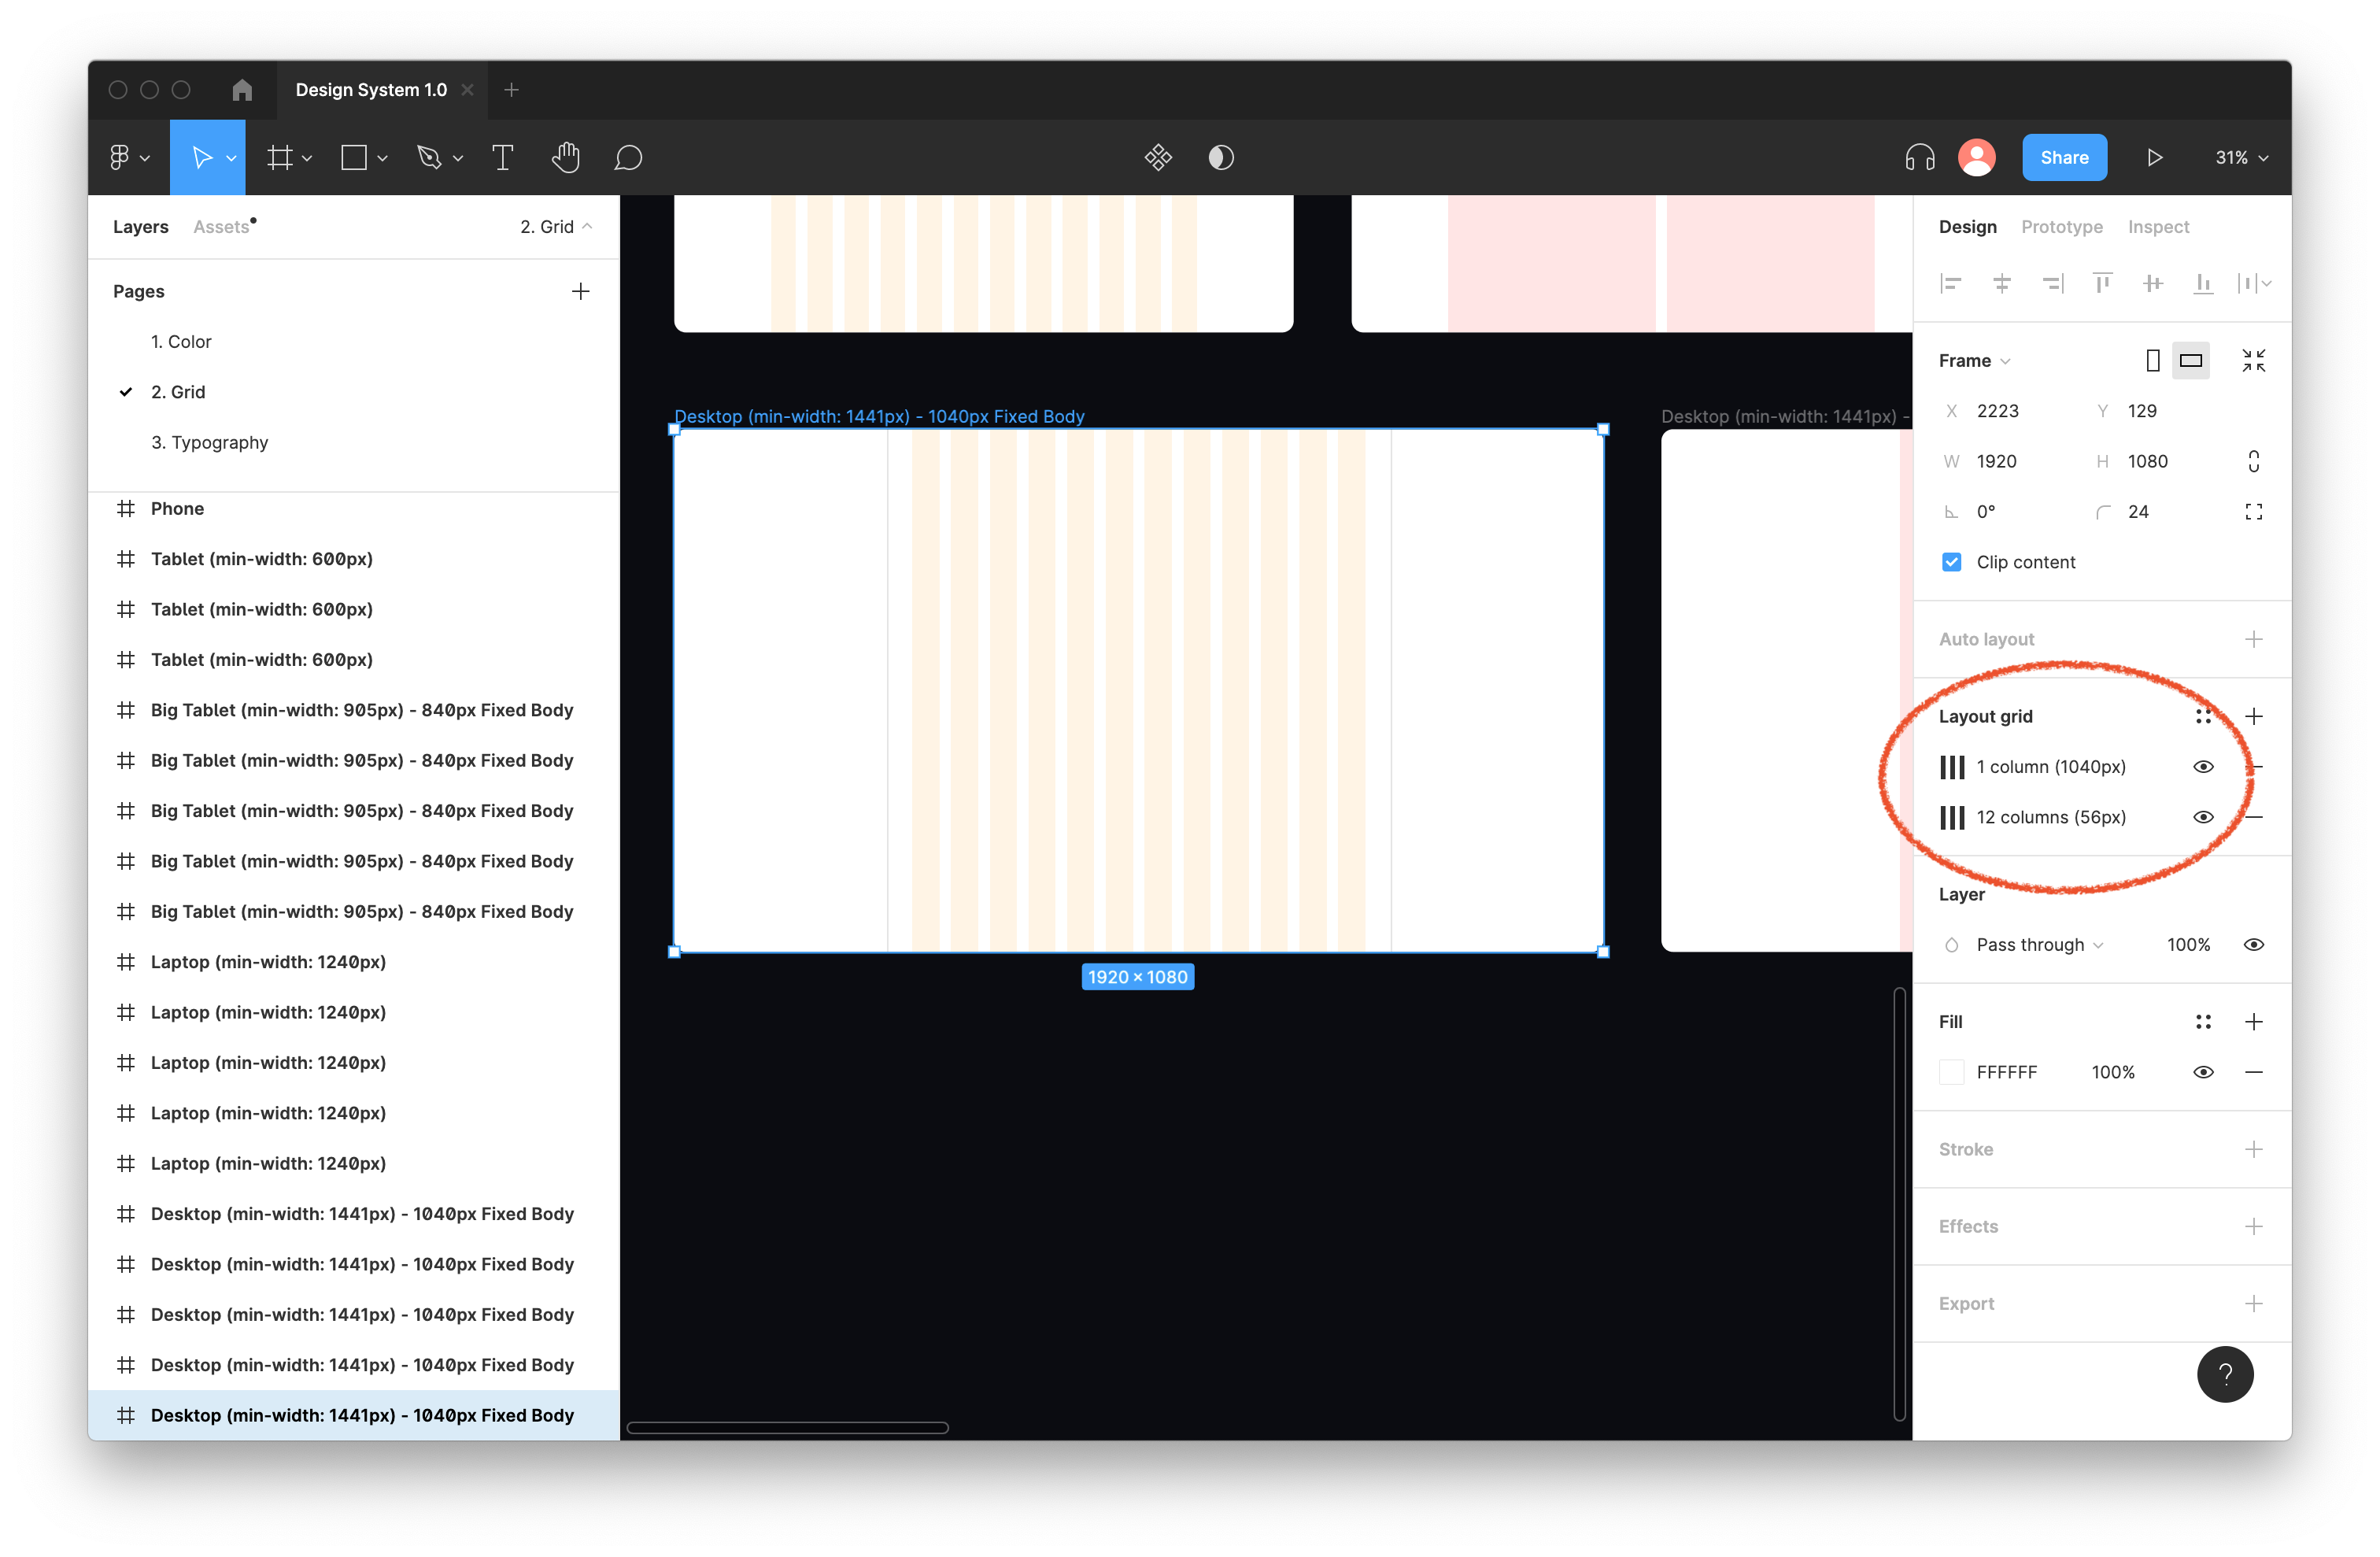 Design System 1.0
Share
31%
Layers Assets 2. Grid
Pages
1. Color
2. Grid
3. Typography
Phone
Tablet (min-width: 600px)
Tablet (min-width: 600px)
Tablet (min-width: 600px)
Big Tablet (min-width: 905px) - 840px Fixed Body
Big Tablet (min-width: 905px) - 840px Fixed Body
Big Tablet (min-width: 905px) - 840px Fixed Body
Big Tablet (min-width: 905px) - 840px Fixed Body
Big Tablet (min-width: 905px) - 840px Fixed Body
Laptop (min-width: 1240px)
Laptop (min-width: 1240px)
Laptop (min-width: 1240px)
Laptop (min-width: 1240px)
Laptop (min-width: 1240px)
Desktop (min-width: 1441px) - 1040px Fixed Body
Desktop (min-width: 1441px) - 1040px Fixed Body
Desktop (min-width: 1441px) - 1040px Fixed Body
Desktop (min-width: 1441px) - 1040px Fixed Body
Desktop (min-width: 1441px) - 1040px Fixed Body
Desktop (min-width: 1441px) - 1040px Fixed Body
Desktop (min-width: 1441px) -
1920 × 1080
Design Prototype Inspect
Frame
X 2223 Y 129
W 1920 H 1080
0° 24
Clip content
Auto layout
Layout grid
1 column (1040px)
12 columns (56px)
Layer
Pass through 100%
Fill
FFFFFF 100%
Stroke
Effects
Export
?